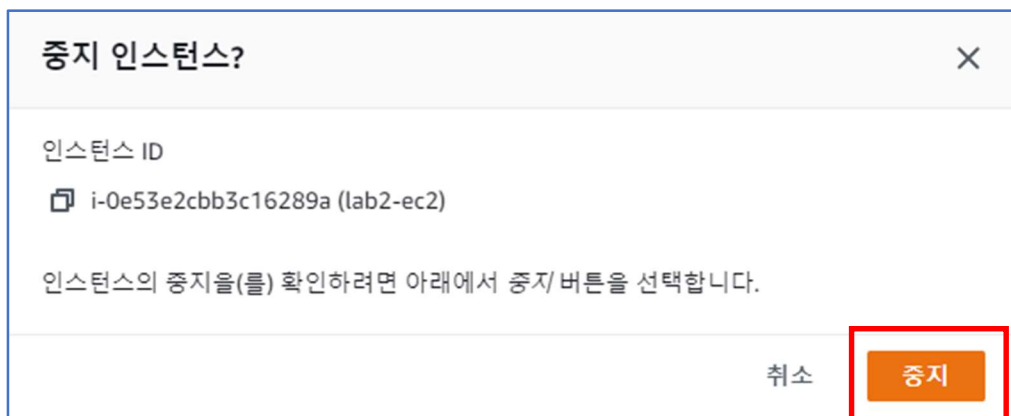 중지 인스턴스?
인스턴스 ID
i-0e53e2cbb3c16289a (lab2-ec2)
인스턴스의 중지을(를) 확인하려면 아래에서 중지 버튼을 선택합니다.
취소
중지